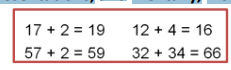 17 + 2 = 19 12 + 4 = 16
57 + 2 = 59 32 + 34 = 66